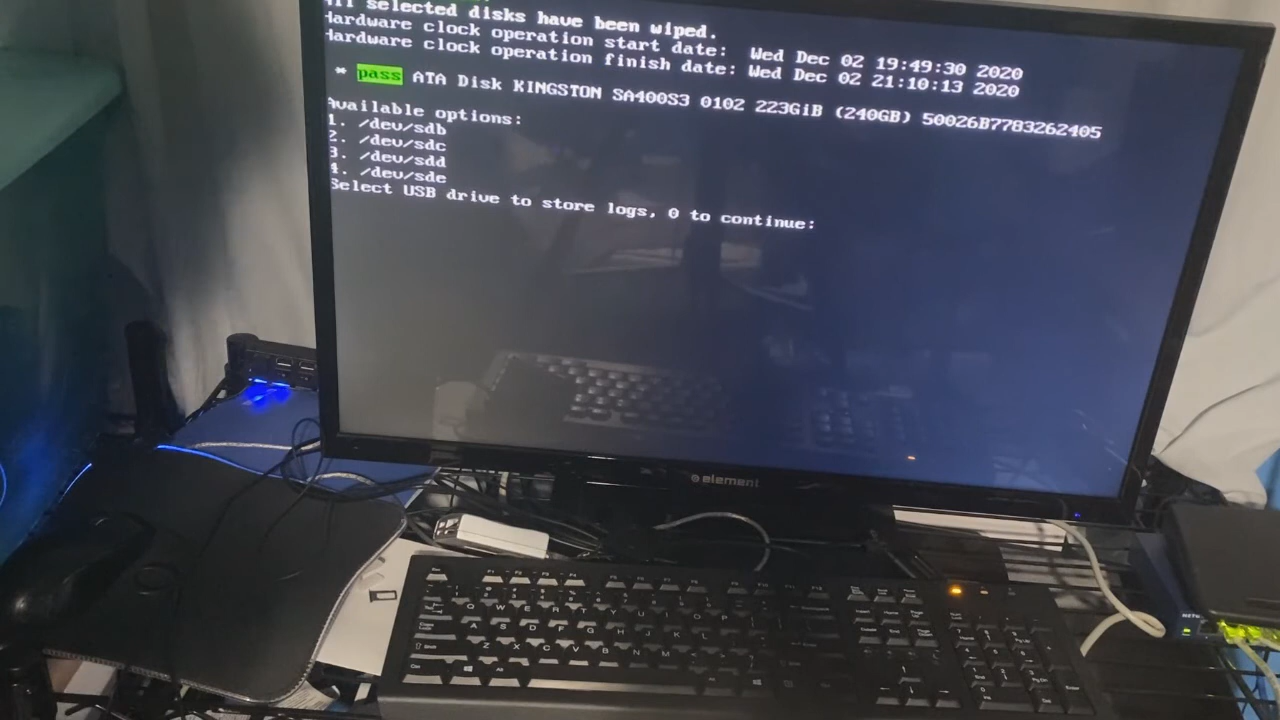 All selected disks have been wiped.
Hardware clock operation start date: Wed Dec 02 19:49:30 2020
Hardware clock operation finish date: Wed Dec 02 21:10:13 2020
* pass ATA Disk KINGSTON SA400S3 0102 223GiB (240GB) 50026B7783262405
Available options:
1. /dev/sdb
2. /dev/sdc
3. /dev/sdd
4. /dev/sde
Select USB drive to store logs, 0 to continue:
element
Q W E R T Y U I O P
A S D F G H J K L
Z X C V B N M